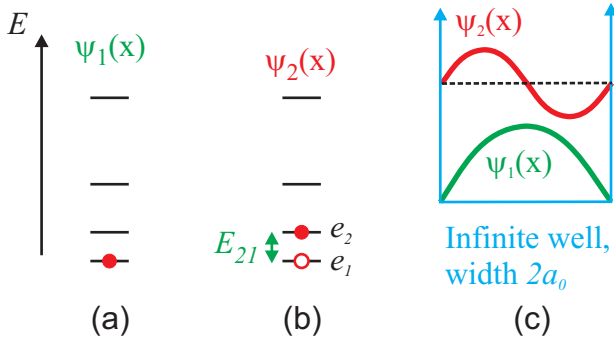 E
ψ₁(x)
ψ₂(x)
E₂₁
e₂
e₁
ψ₂(x)
ψ₁(x)
Infinite well,
width 2a₀
(a)
(b)
(c)